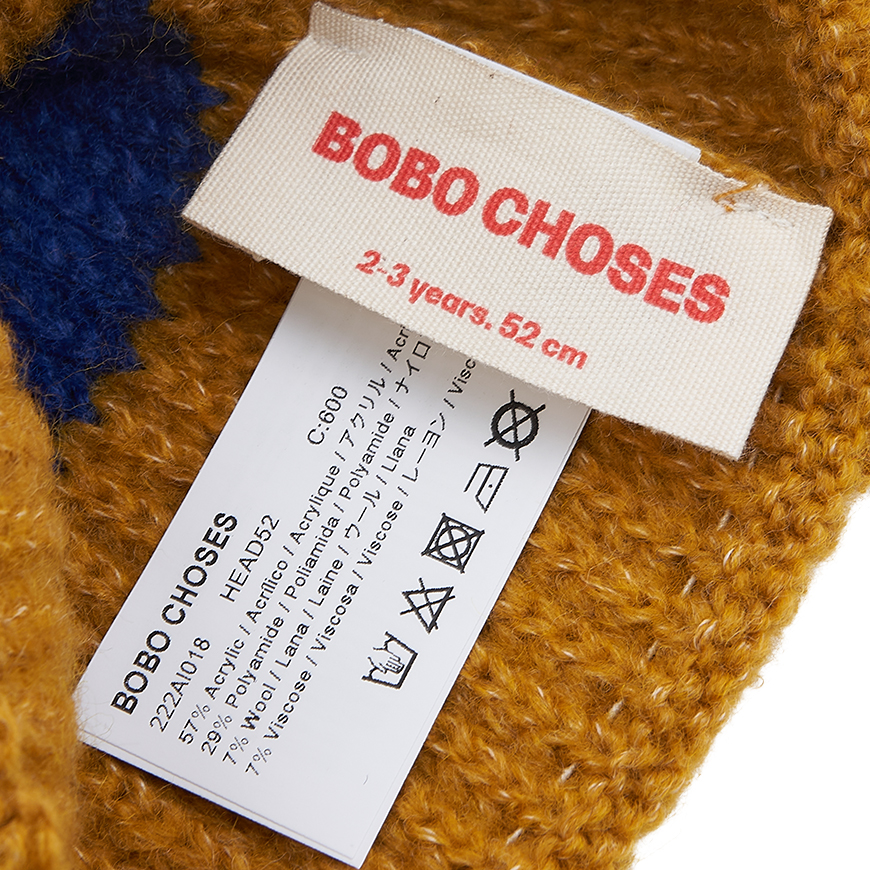 BOBO CHOSES
2-3 years. 52 cm
BOBO CHOSES
222AI018 HEAD52 C:600
57% Acrylic / Acrílico / Acrylique / アクリル /
29% Polyamide / Poliamida / Polyamide / ナイロ
7% Wool / Lana / Laine / ウール / Llana
7% Viscose / Viscosa / Viscose / レーヨン /